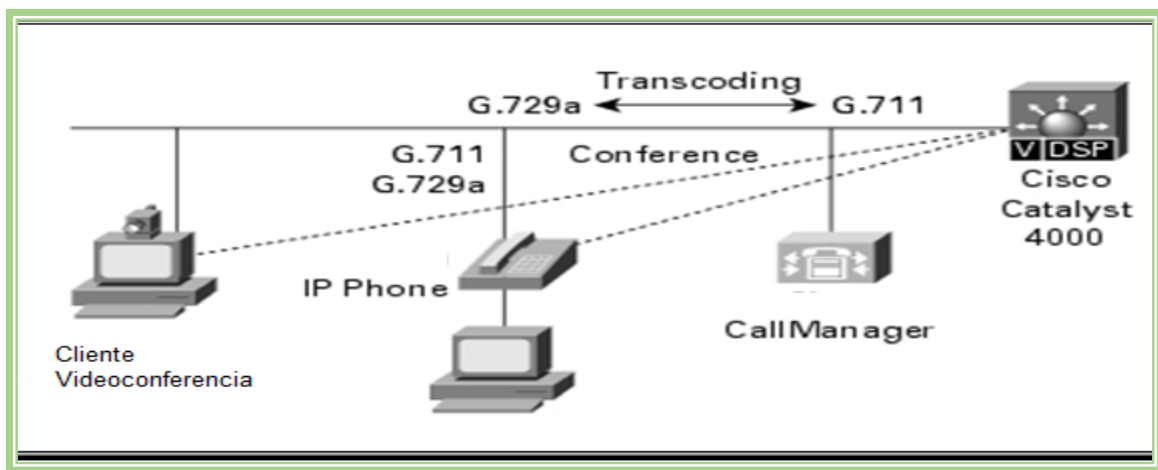 Transcoding
G.729a G.711
G.711 Conference
G.729a
V DSP
Cisco
Catalyst
4000
IP Phone
CallManager
Cliente
Videoconferencia